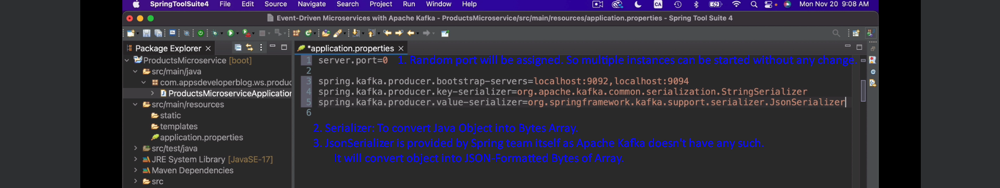 SpringToolSuite4 File Edit Source Navigate Search Project Run Window Help CA Mon Nov 20 9:08 AM
Event-Driven Microservices with Apache Kafka - ProductsMicroservice/src/main/resources/application.properties - Spring Tool Suite 4
Package Explorer
*application.properties
ProductsMicroservice [boot]
src/main/java
com.appsdeveloperblog.ws.produc
ProductsMicroserviceApplication
src/main/resources
static
templates
application.properties
src/test/java
JRE System Library [JavaSE-17]
Maven Dependencies
src
1 server.port=0 1. Random port will be assigned. So multiple instances can be started without any change.
2
3 spring.kafka.producer.bootstrap-servers=localhost:9092,localhost:9094
4 spring.kafka.producer.key-serializer=org.apache.kafka.common.serialization.StringSerializer
5 spring.kafka.producer.value-serializer=org.springframework.kafka.support.serializer.JsonSerializer
6
2. Serializer: To convert Java Object into Bytes Array.
3. JsonSerializer is provided by Spring team itself as Apache Kafka doesn't have any such.
It will convert object into JSON-Formatted Bytes of Array.